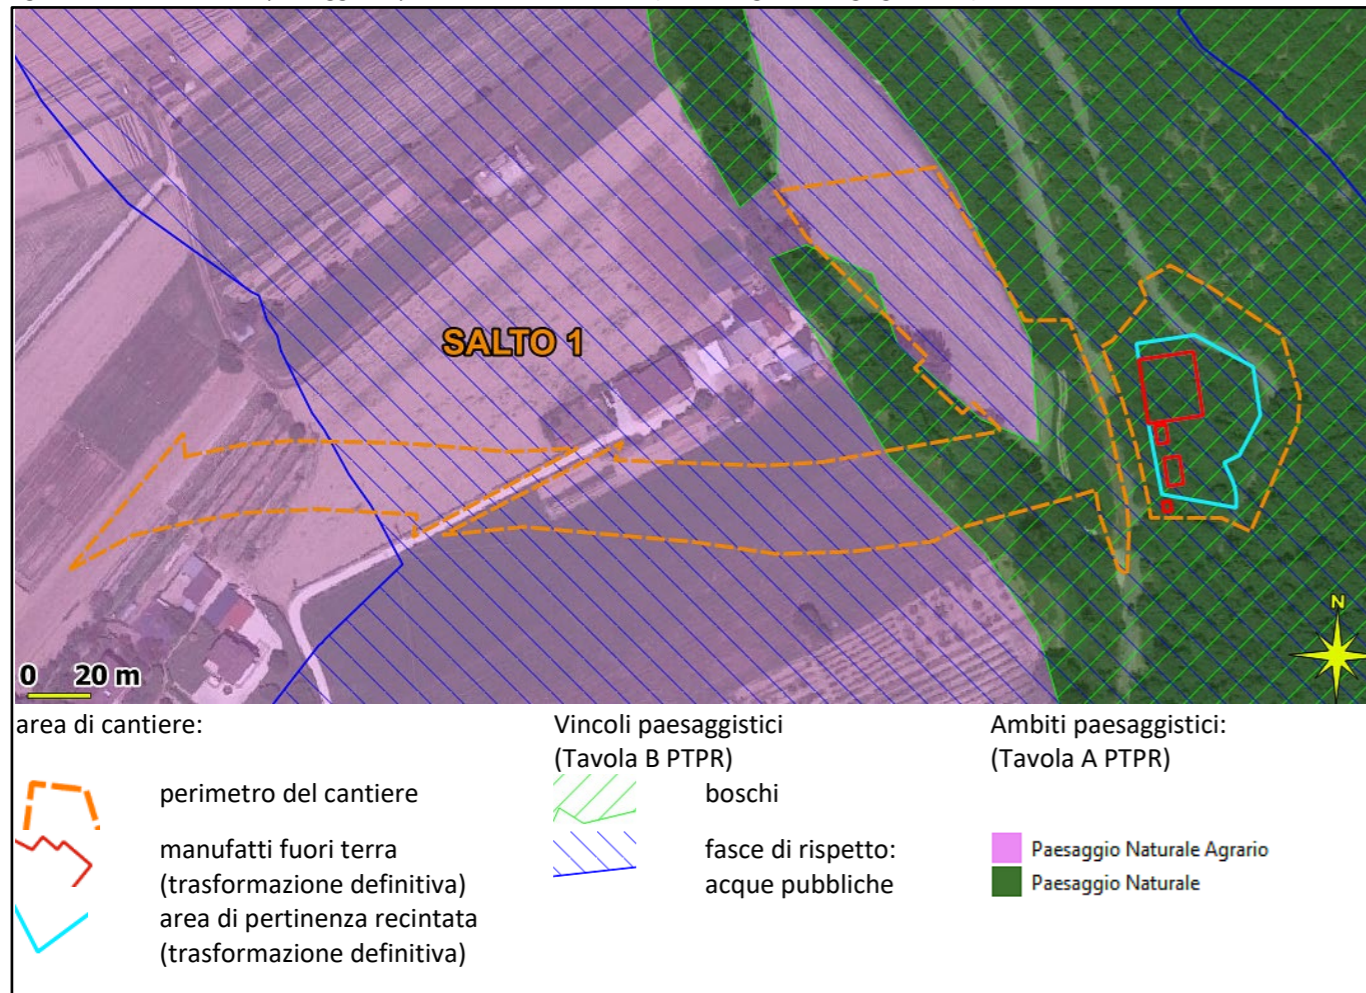 SALTO 1
N
0 20 m
area di cantiere:
perimetro del cantiere
manufatti fuori terra
(trasformazione definitiva)
area di pertinenza recintata
(trasformazione definitiva)
Vincoli paesaggistici
(Tavola B PTPR)
boschi
fasce di rispetto:
acque pubbliche
Ambiti paesaggistici:
(Tavola A PTPR)
Paesaggio Naturale Agrario
Paesaggio Naturale